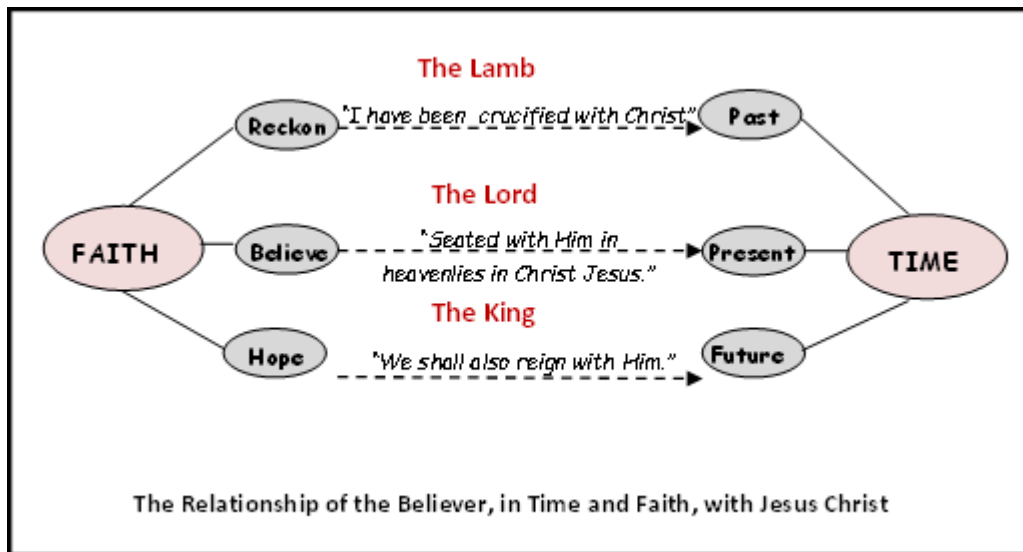 The Lamb
Reckon
"I have been crucified with Christ"
Past
The Lord
FAITH
Believe
"Seated with Him in
heavenlies in Christ Jesus."
Present
TIME
The King
Hope
"We shall also reign with Him."
Future
The Relationship of the Believer, in Time and Faith, with Jesus Christ